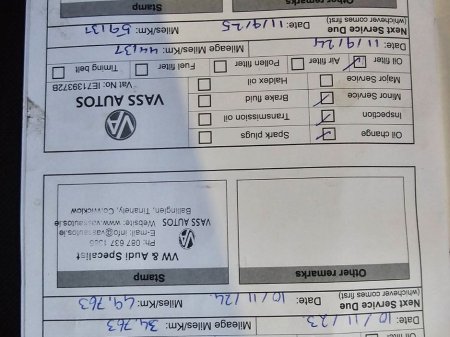 Oil filter
Date: 10/11/23 Mileage Miles/Km: 34,763
Next Service Due
(whichever comes first) Date: 10/11/24 Miles/Km: 49,763
Other remarks Stamp
VW & Audi Specialist
Ph: 087 637
E-mail: info@vassautos.ie
VASS AUTOS Website: www.vassautos.ie
Ballinglen, Tinahely, Co.Wicklow
Oil change Spark plugs
Inspection Transmission oil
Minor Service Brake fluid
Major Service Haldex oil
VA
VASS AUTOS
Vat No: IE7139372B
Oil filter Air filter Pollen filter Fuel filter Timing belt
Date: 11/9/24 Mileage Miles/Km: 44137
Next Service Due
(whichever comes first) Date: 11/9/25 Miles/Km: 59137
Other remarks Stamp